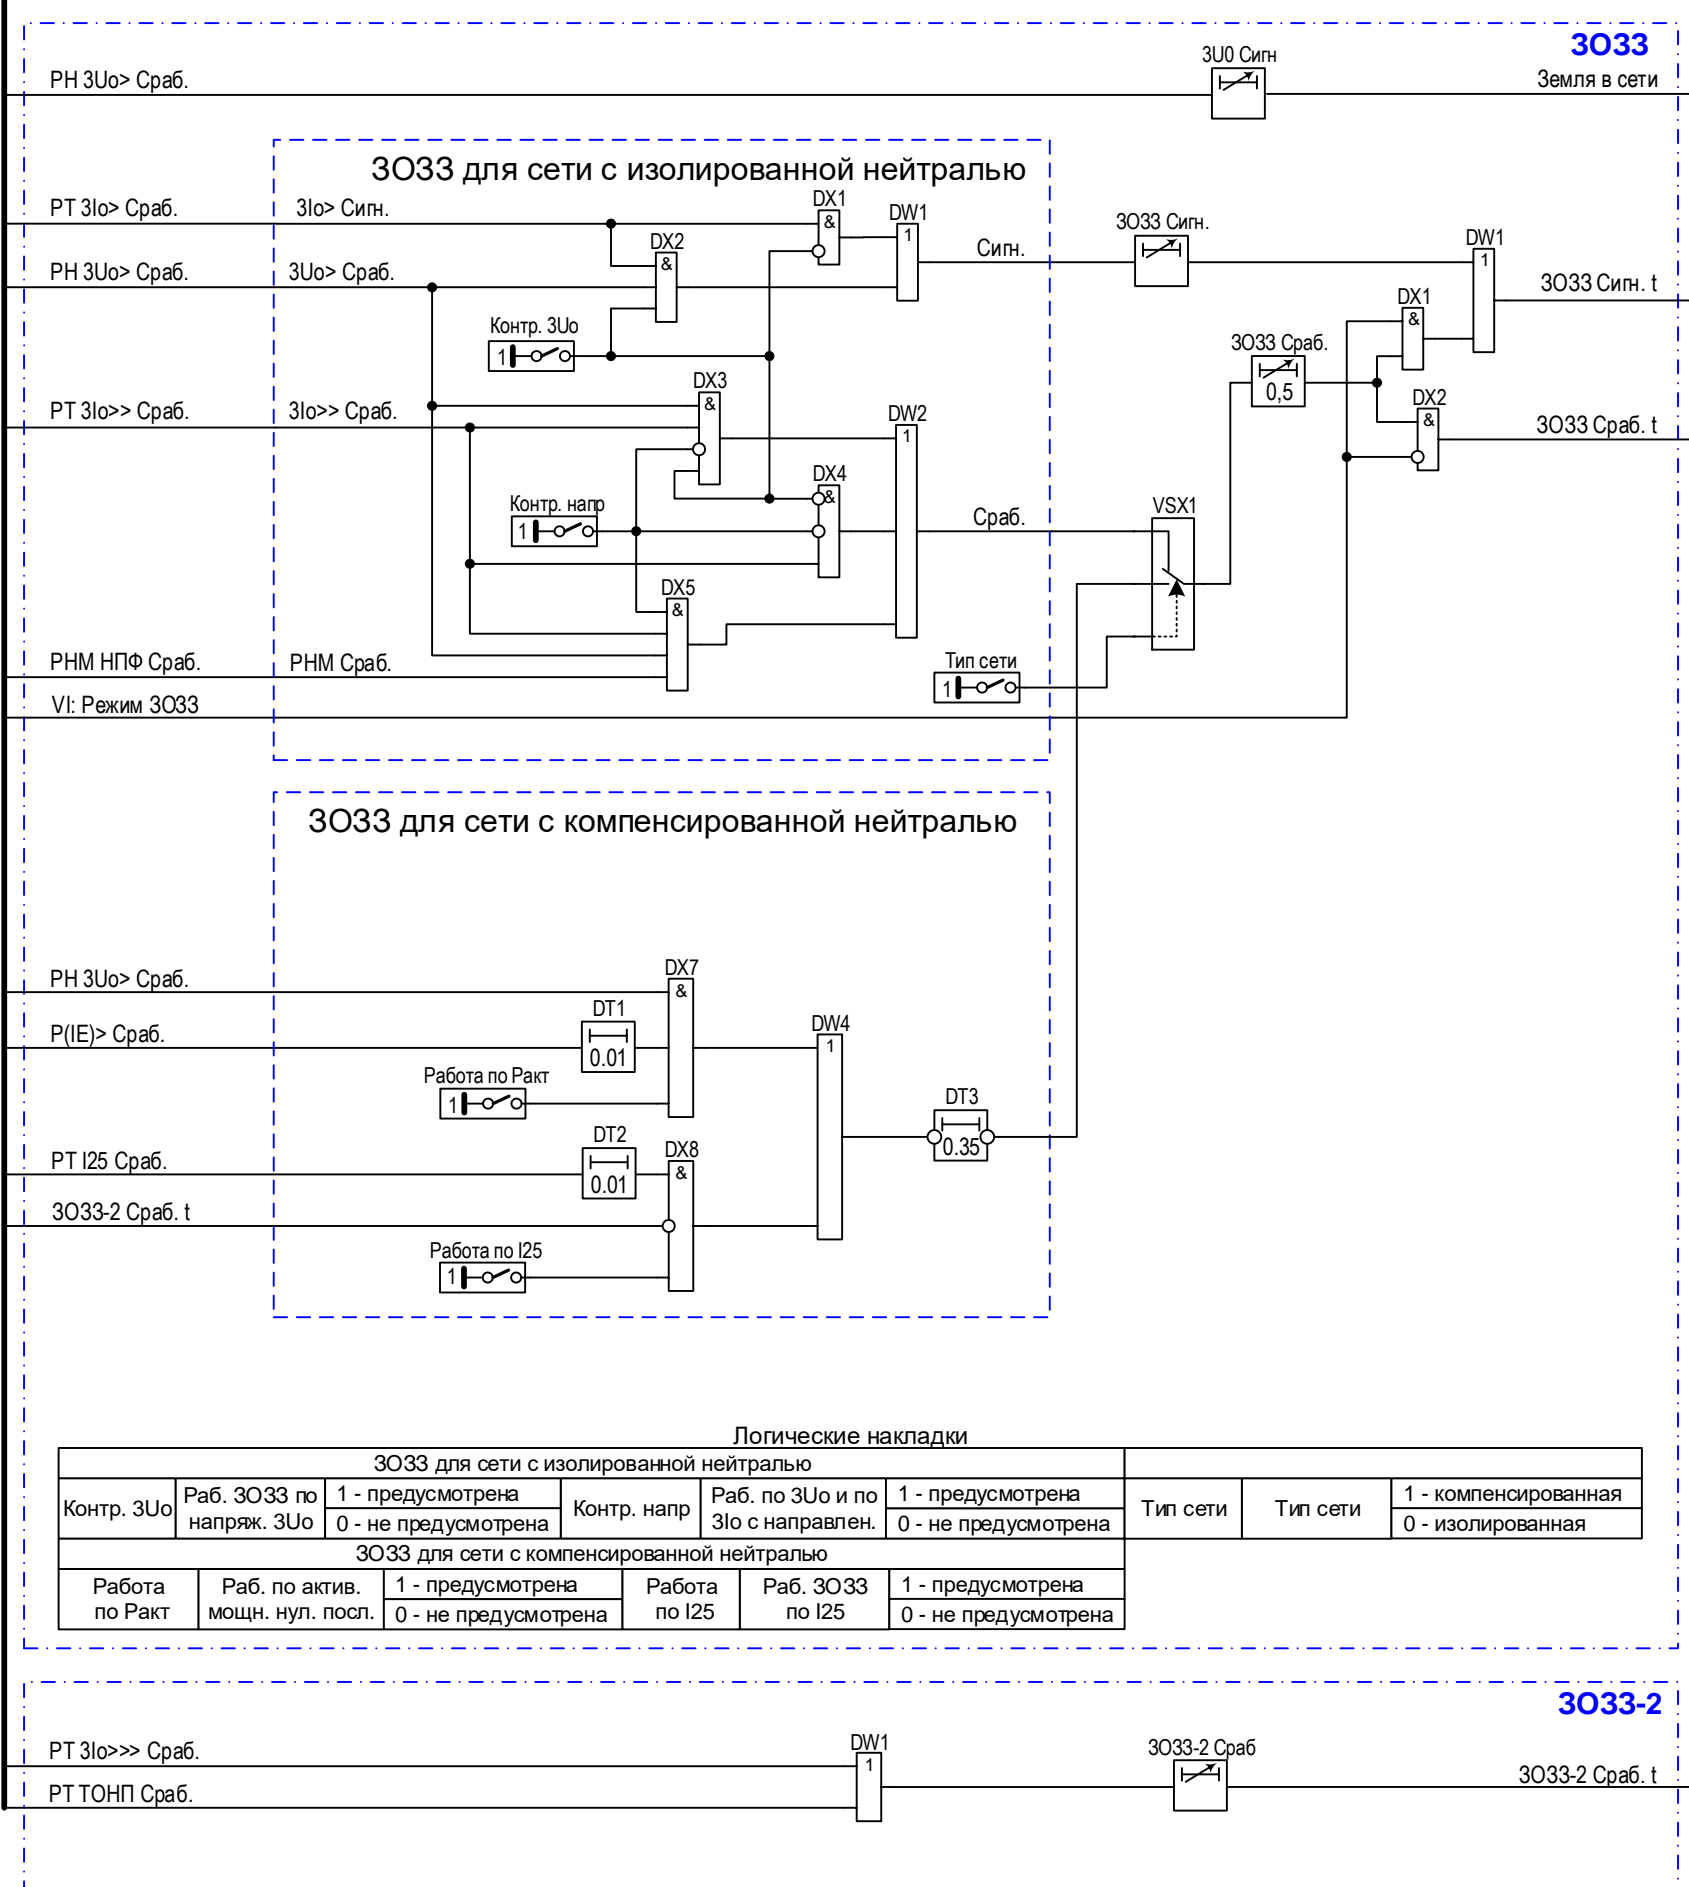 ЗОЗЗ
3U0 Сигн
РН 3Uo> Сраб.
Земля в сети
ЗОЗЗ для сети с изолированной нейтралью
РТ 3Io> Сраб.
3Io> Сигн.
DX1
&
DW1
1
ЗОЗЗ Сигн.
DW1
1
DX2
&
Сигн.
РН 3Uo> Сраб.
3Uo> Сраб.
ЗОЗЗ Сигн. t
DX1
&
Контр. 3Uo
1
ЗОЗЗ Сраб.
0,5
DX3
&
DX2
&
РТ 3Io>> Сраб.
3Io>> Сраб.
DW2
1
ЗОЗЗ Сраб. t
DX4
&
Контр. напр
1
Сраб.
VSX1
DX5
&
РНМ НПФ Сраб.
РНМ Сраб.
Тип сети
1
VI: Режим ЗОЗЗ
ЗОЗЗ для сети с компенсированной нейтралью
РН 3Uo> Сраб.
DX7
&
DT1
0.01
P(IE)> Сраб.
DW4
1
Работа по Ракт
1
DT3
0.35
DT2
0.01
РТ I25 Сраб.
DX8
&
ЗОЗЗ-2 Сраб. t
Работа по I25
1
Логические накладки
ЗОЗЗ для сети с изолированной нейтралью
Контр. 3Uo
Раб. ЗОЗЗ по
напряж. 3Uo
1 - предусмотрена
0 - не предусмотрена
Контр. напр
Раб. по 3Uo и по
3Io с направлен.
1 - предусмотрена
0 - не предусмотрена
Тип сети
Тип сети
1 - компенсированная
0 - изолированная
ЗОЗЗ для сети с компенсированной нейтралью
Работа
по Ракт
Раб. по актив.
мощн. нул. посл.
1 - предусмотрена
0 - не предусмотрена
Работа
по I25
Раб. ЗОЗЗ
по I25
1 - предусмотрена
0 - не предусмотрена
ЗОЗЗ-2
РТ 3Io>>> Сраб.
DW1
1
ЗОЗЗ-2 Сраб
ЗОЗЗ-2 Сраб. t
РТ ТОНП Сраб.